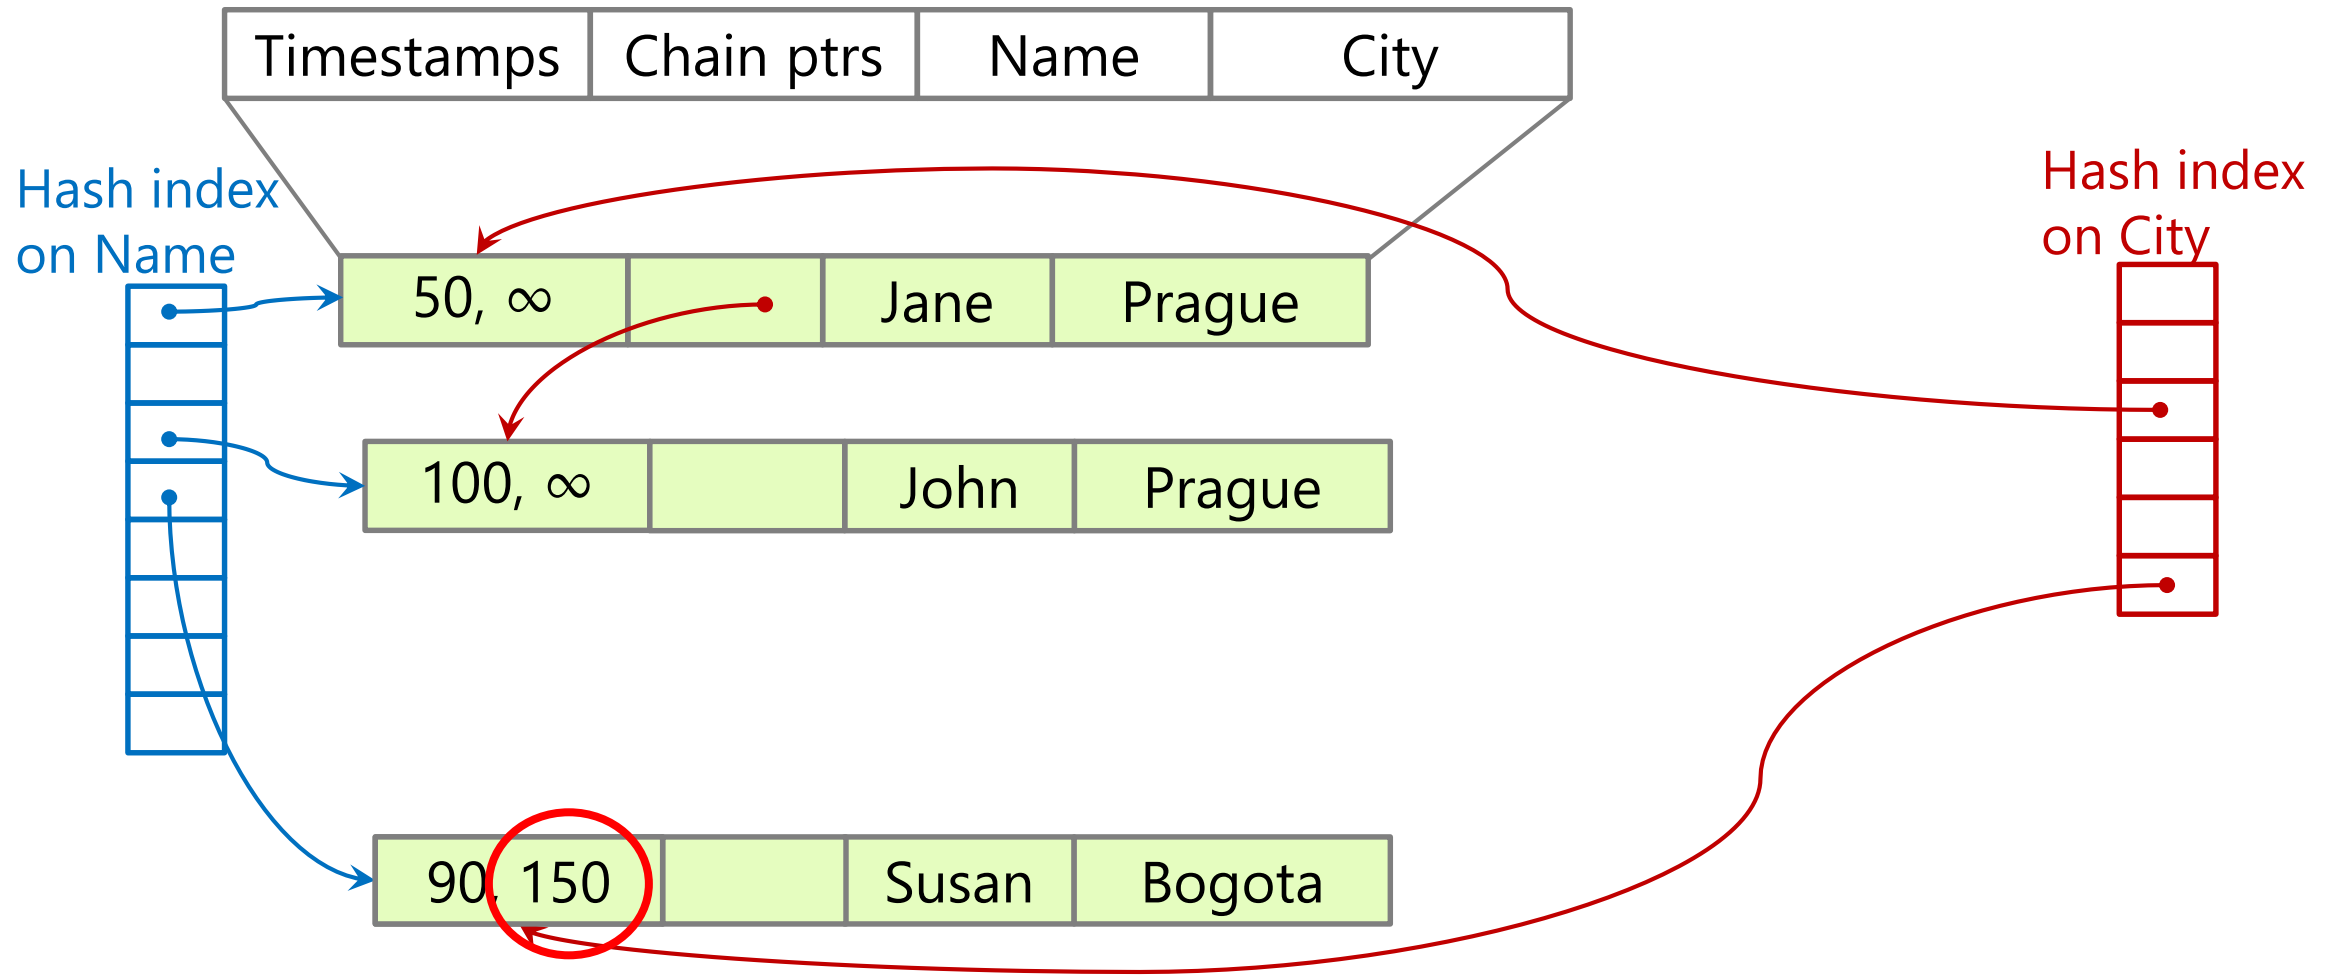 Timestamps Chain ptrs Name City
Hash index
on Name
Hash index
on City
50, ∞ Jane Prague
100, ∞ John Prague
90, 150 Susan Bogota